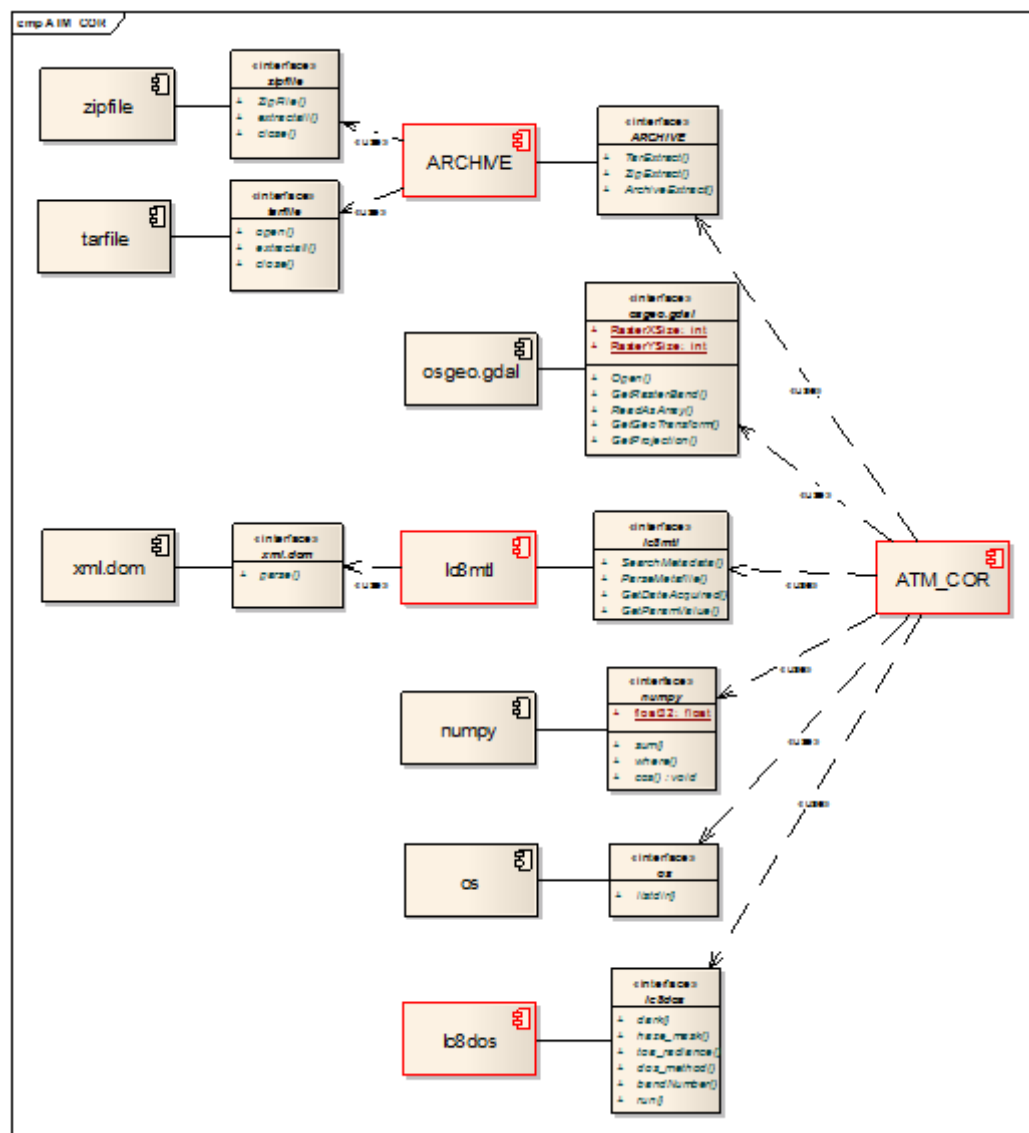 cmp ATM_COR
zipfile
«interface»
zipfile
+ ZipFile()
+ extractall()
+ close()
«use»
ARCHIVE
«interface»
ARCHIVE
+ TarExtract()
+ ZipExtract()
+ ArchiveExtract()
tarfile
«interface»
tarfile
+ open()
+ extractall()
+ close()
«use»
osgeo.gdal
«interface»
osgeo.gdal
+ RasterXSize: int
+ RasterYSize: int
+ Open()
+ GetRasterBand()
+ ReadAsArray()
+ GetGeoTransform()
+ GetProjection()
«use»
«use»
xml.dom
«interface»
xml.dom
+ parse()
«use»
lc8mtl
«interface»
lc8mtl
+ SearchMetadata()
+ ParseMetafile()
+ GetDateAcquired()
+ GetParamValue()
«use»
ATM_COR
numpy
«interface»
numpy
+ float32: float
+ sum()
+ where()
+ cos() : void
«use»
«use»
«use»
os
«interface»
os
+ listdir()
lc8dos
«interface»
lc8dos
+ dark()
+ haze_mask()
+ toa_radiance()
+ dos_method()
+ bandNumber()
+ run()